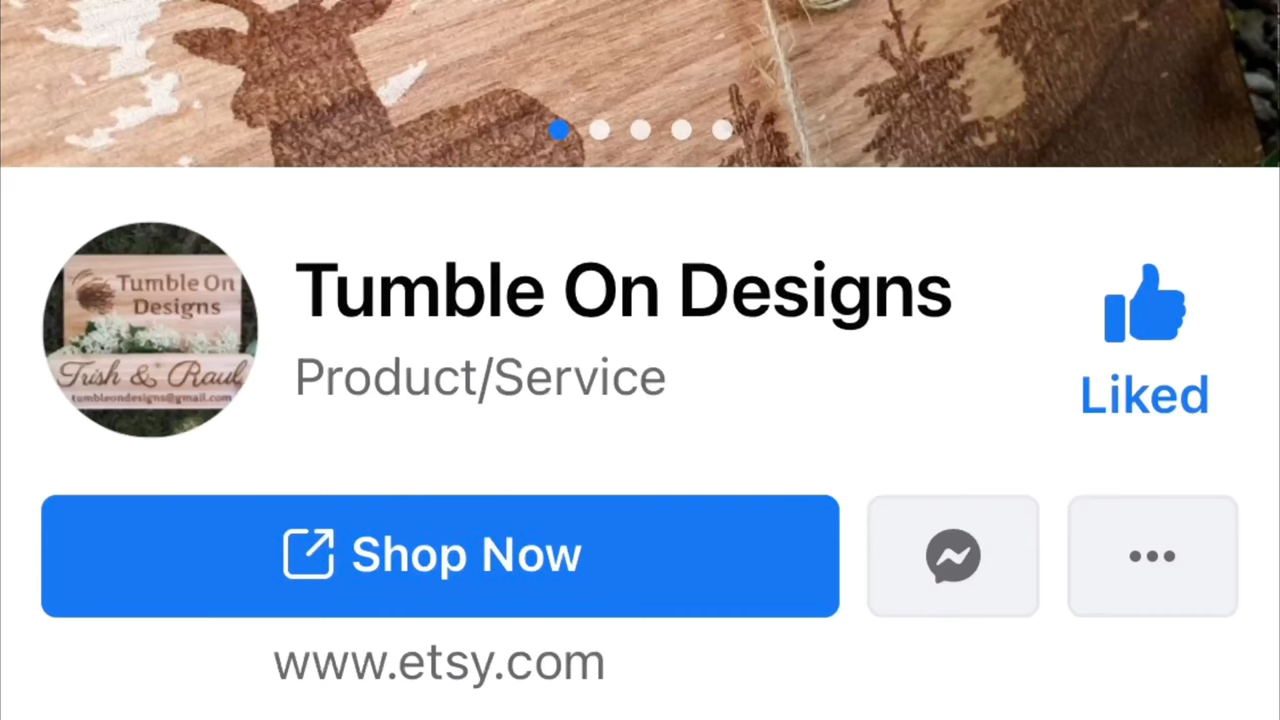 Tumble On Designs
Product/Service
Liked
Tumble On
Designs
Trish & Raul
tumbleondesigns@gmail.com
Shop Now
www.etsy.com